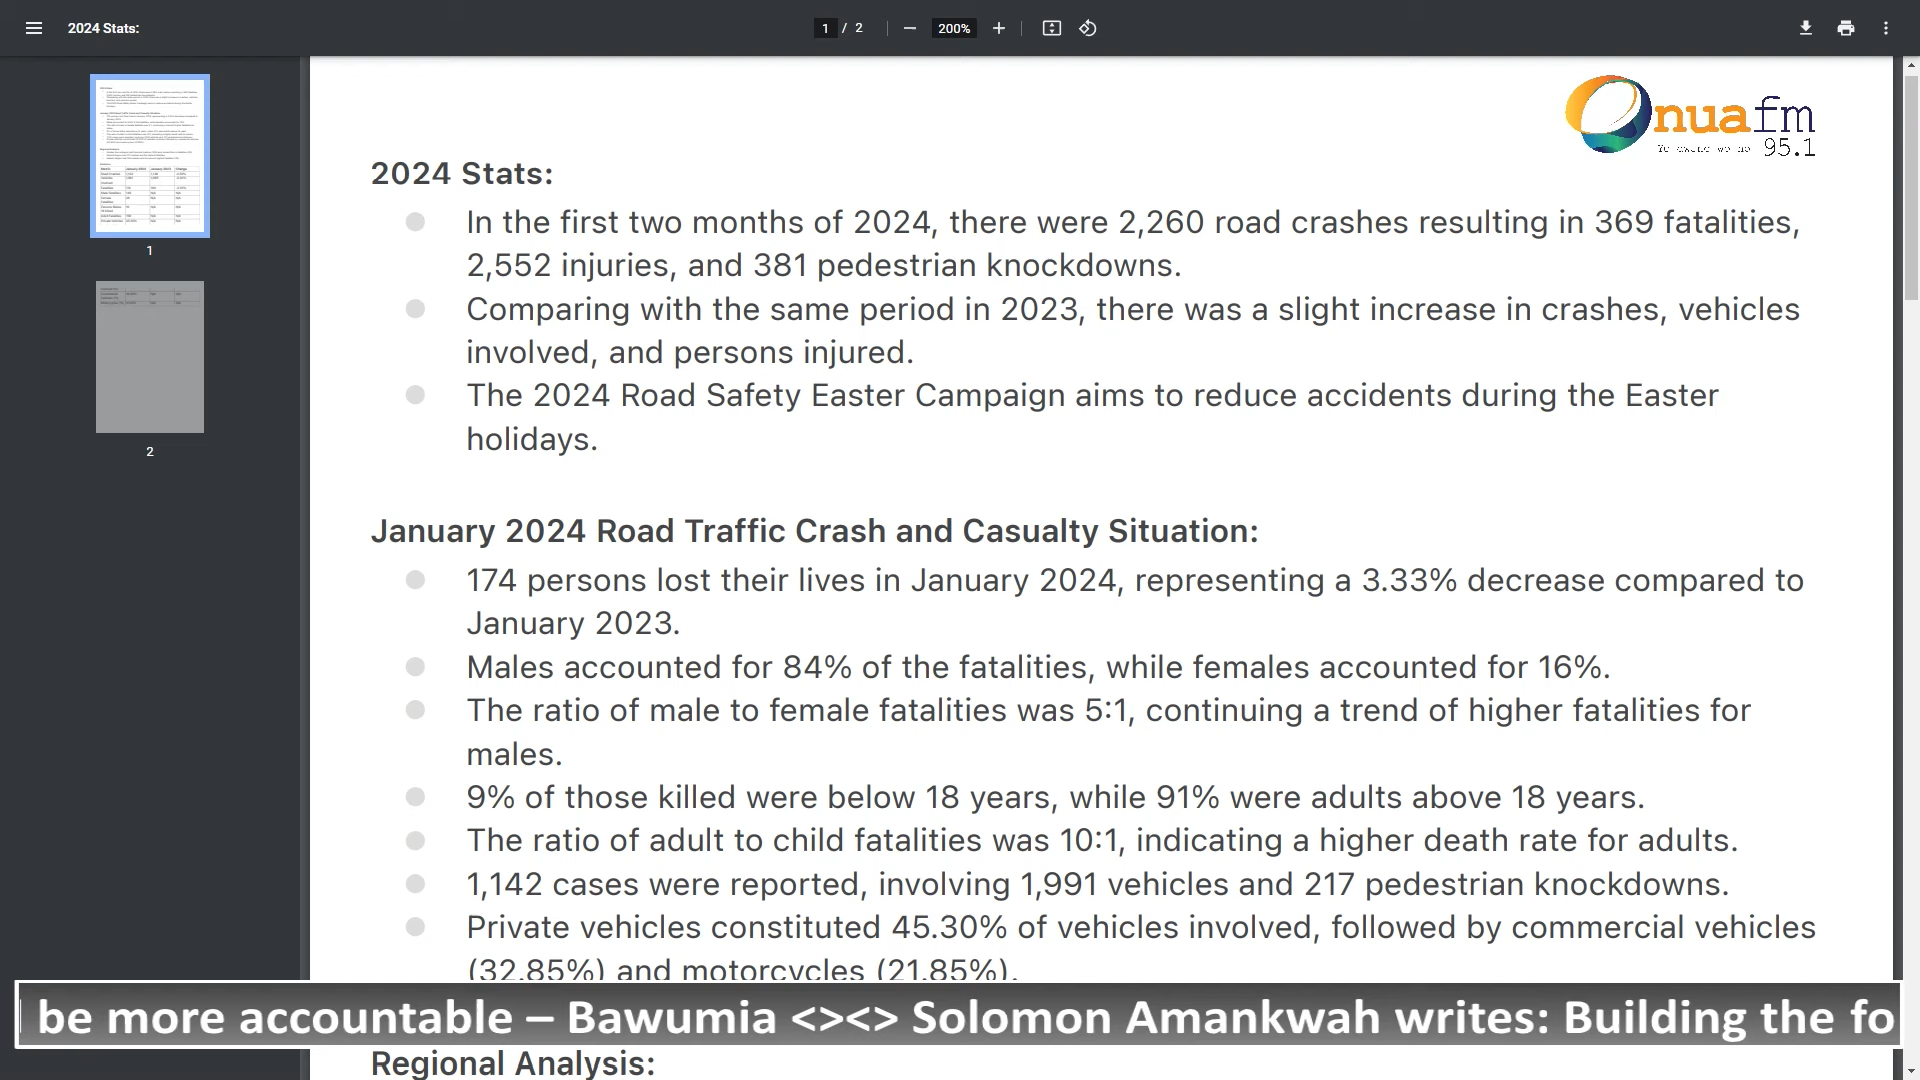 2024 Stats:
1 / 2
200%
1
2
Onua fm
Yε awura wo ho 95.1
2024 Stats:
In the first two months of 2024, there were 2,260 road crashes resulting in 369 fatalities,
2,552 injuries, and 381 pedestrian knockdowns.
Comparing with the same period in 2023, there was a slight increase in crashes, vehicles
involved, and persons injured.
The 2024 Road Safety Easter Campaign aims to reduce accidents during the Easter
holidays.
January 2024 Road Traffic Crash and Casualty Situation:
174 persons lost their lives in January 2024, representing a 3.33% decrease compared to
January 2023.
Males accounted for 84% of the fatalities, while females accounted for 16%.
The ratio of male to female fatalities was 5:1, continuing a trend of higher fatalities for
males.
9% of those killed were below 18 years, while 91% were adults above 18 years.
The ratio of adult to child fatalities was 10:1, indicating a higher death rate for adults.
1,142 cases were reported, involving 1,991 vehicles and 217 pedestrian knockdowns.
Private vehicles constituted 45.30% of vehicles involved, followed by commercial vehicles
(32.85%) and motorcycles (21.85%).
be more accountable – Bawumia <><> Solomon Amankwah writes: Building the fo
Regional Analysis: